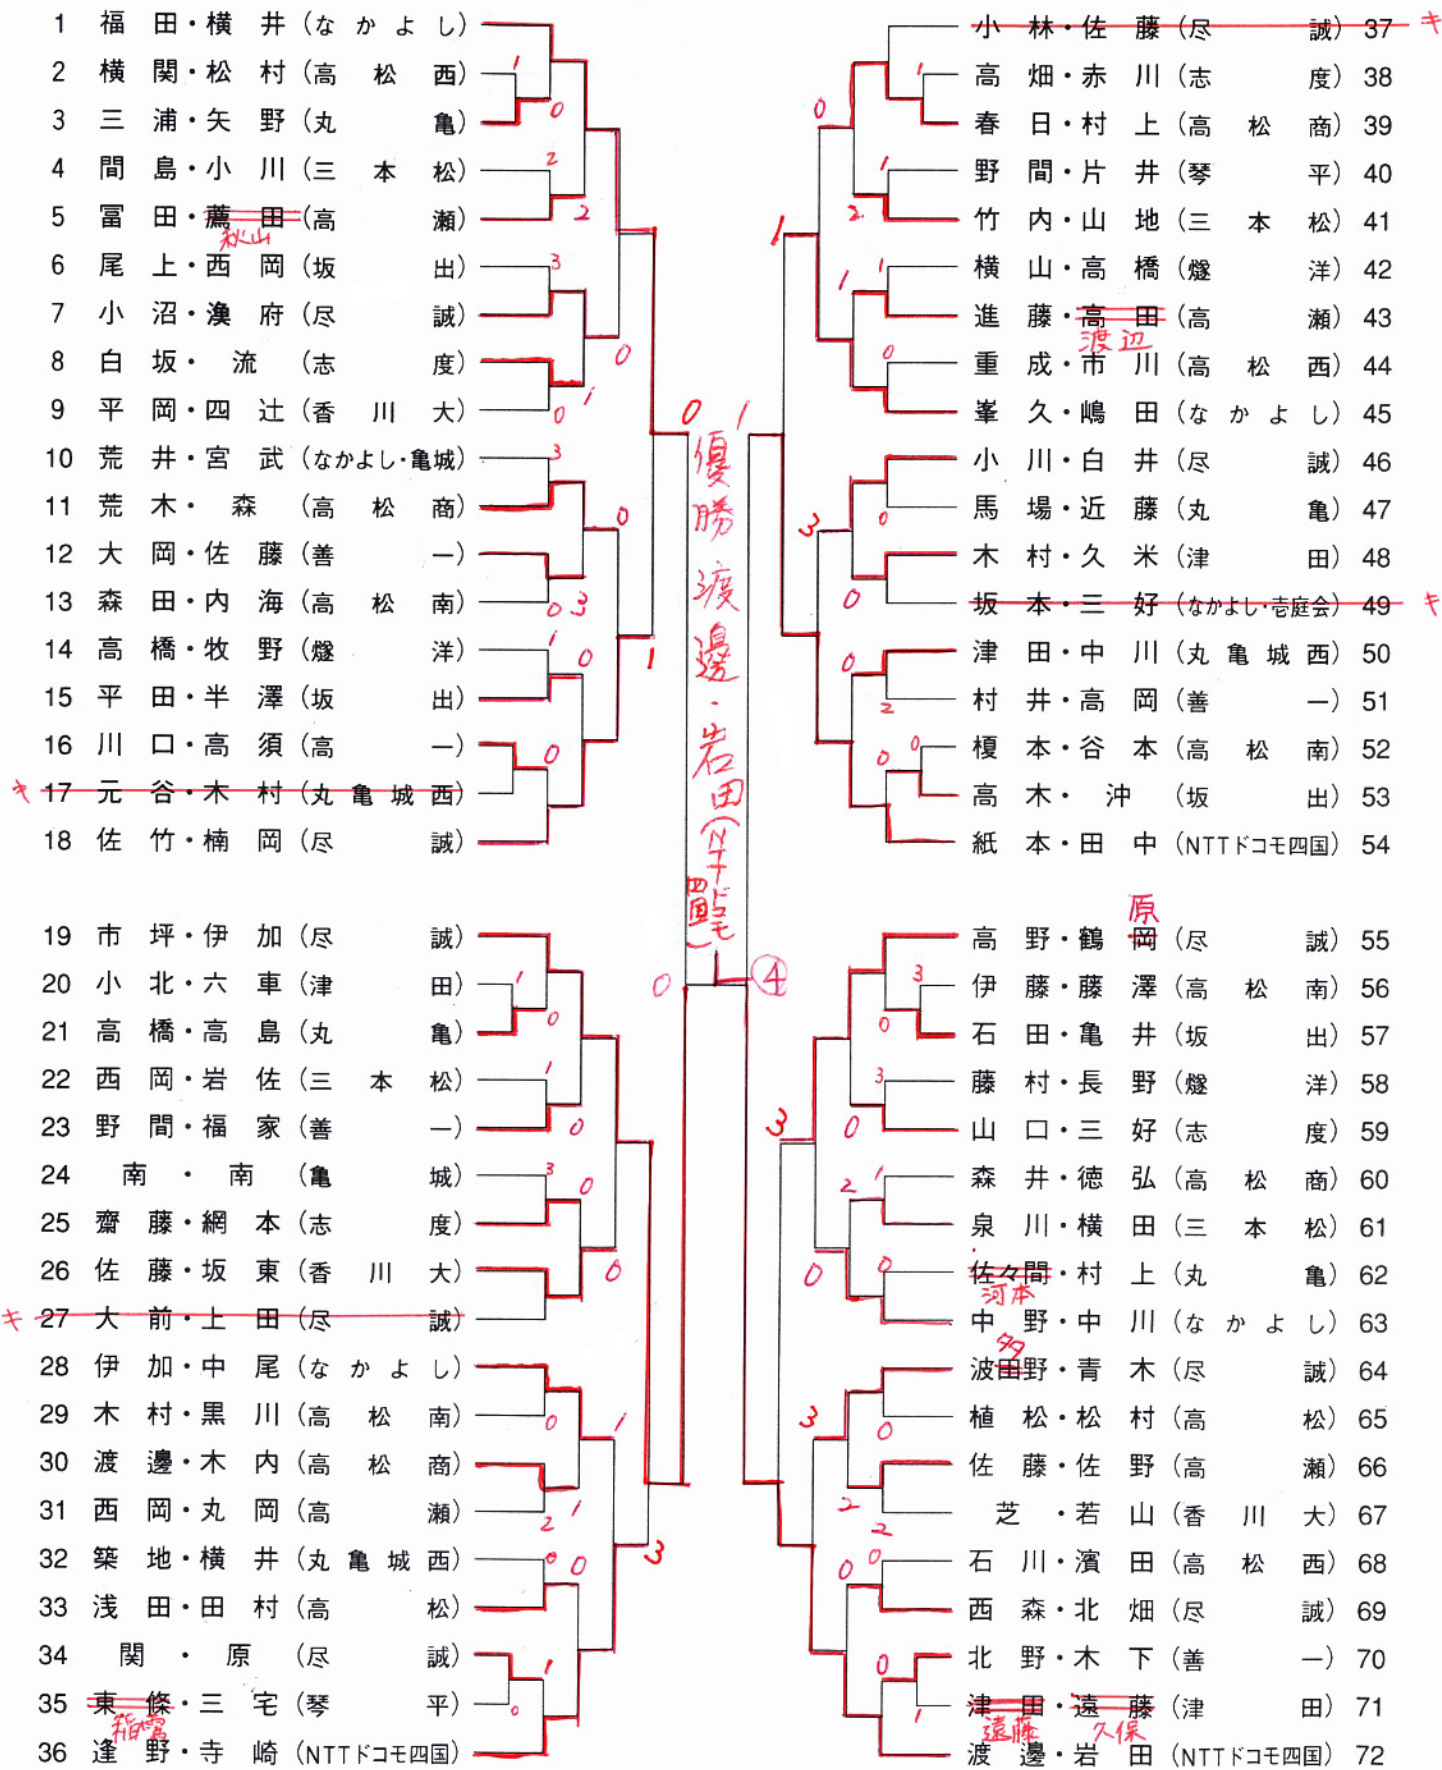 1 福田・横井(なかよし)
2 横関・松村(高松西)
3 三浦・矢野(丸亀)
4 間島・小川(三本松)
5 冨田・薦田(高瀬)
秋山
6 尾上・西岡(坂出)
7 小沼・漁府(尽誠)
8 白坂・流(志度)
9 平岡・四辻(香川大)
10 荒井・宮武(なかよし・亀城)
11 荒木・森(高松商)
12 大岡・佐藤(善一)
13 森田・内海(高松南)
14 高橋・牧野(燧洋)
15 平田・半澤(坂出)
16 川口・高須(高一)
キ 17 元谷・木村(丸亀城西)
18 佐竹・楠岡(尽誠)
19 市坪・伊加(尽誠)
20 小北・六車(津田)
21 高橋・高島(丸亀)
22 西岡・岩佐(三本松)
23 野間・福家(善一)
24 南・南(亀城)
25 齋藤・網本(志度)
26 佐藤・坂東(香川大)
キ 27 大前・上田(尽誠)
28 伊加・中尾(なかよし)
29 木村・黒川(高松南)
30 渡邊・木内(高松商)
31 西岡・丸岡(高瀬)
32 築地・横井(丸亀城西)
33 浅田・田村(高松)
34 関・原(尽誠)
35 東條・三宅(琴平)
36 逢野・寺崎(NTTドコモ四国)
優勝 渡邊・岩田(NTTドコモ四国)
0 1
0 ④
小林・佐藤(尽誠) 37 キ
高畑・赤川(志度) 38
春日・村上(高松商) 39
野間・片井(琴平) 40
竹内・山地(三本松) 41
横山・高橋(燧洋) 42
進藤・高田(高瀬) 43
渡辺
重成・市川(高松西) 44
峯久・嶋田(なかよし) 45
小川・白井(尽誠) 46
馬場・近藤(丸亀) 47
木村・久米(津田) 48
坂本・三好(なかよし・壱庭会) 49 キ
津田・中川(丸亀城西) 50
村井・高岡(善一) 51
榎本・谷本(高松南) 52
高木・沖(坂出) 53
紙本・田中(NTTドコモ四国) 54
原
高野・鶴岡(尽誠) 55
伊藤・藤澤(高松南) 56
石田・亀井(坂出) 57
藤村・長野(燧洋) 58
山口・三好(志度) 59
森井・徳弘(高松商) 60
泉川・横田(三本松) 61
佐々間・村上(丸亀) 62
河本
中野・中川(なかよし) 63
多
波田野・青木(尽誠) 64
植松・松村(高松) 65
佐藤・佐野(高瀬) 66
芝・若山(香川大) 67
石川・濱田(高松西) 68
西森・北畑(尽誠) 69
北野・木下(善一) 70
津田・遠藤(津田) 71
遠藤 久保
渡邊・岩田(NTTドコモ四国) 72